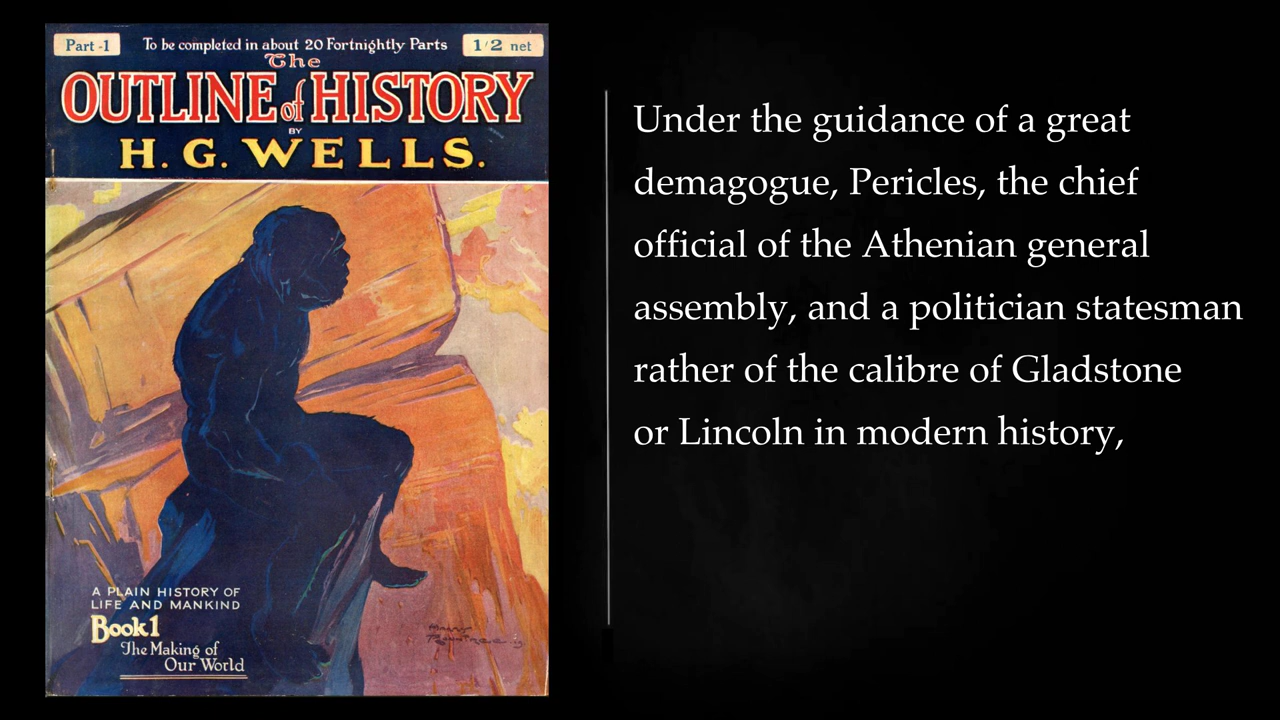 Part -1
To be completed in about 20 Fortnightly Parts
1/2 net
The
OUTLINE of HISTORY
BY
H. G. WELLS.
A PLAIN HISTORY OF
LIFE AND MANKIND
Book 1
The Making of
Our World
Under the guidance of a great
demagogue, Pericles, the chief
official of the Athenian general
assembly, and a politician statesman
rather of the calibre of Gladstone
or Lincoln in modern history,